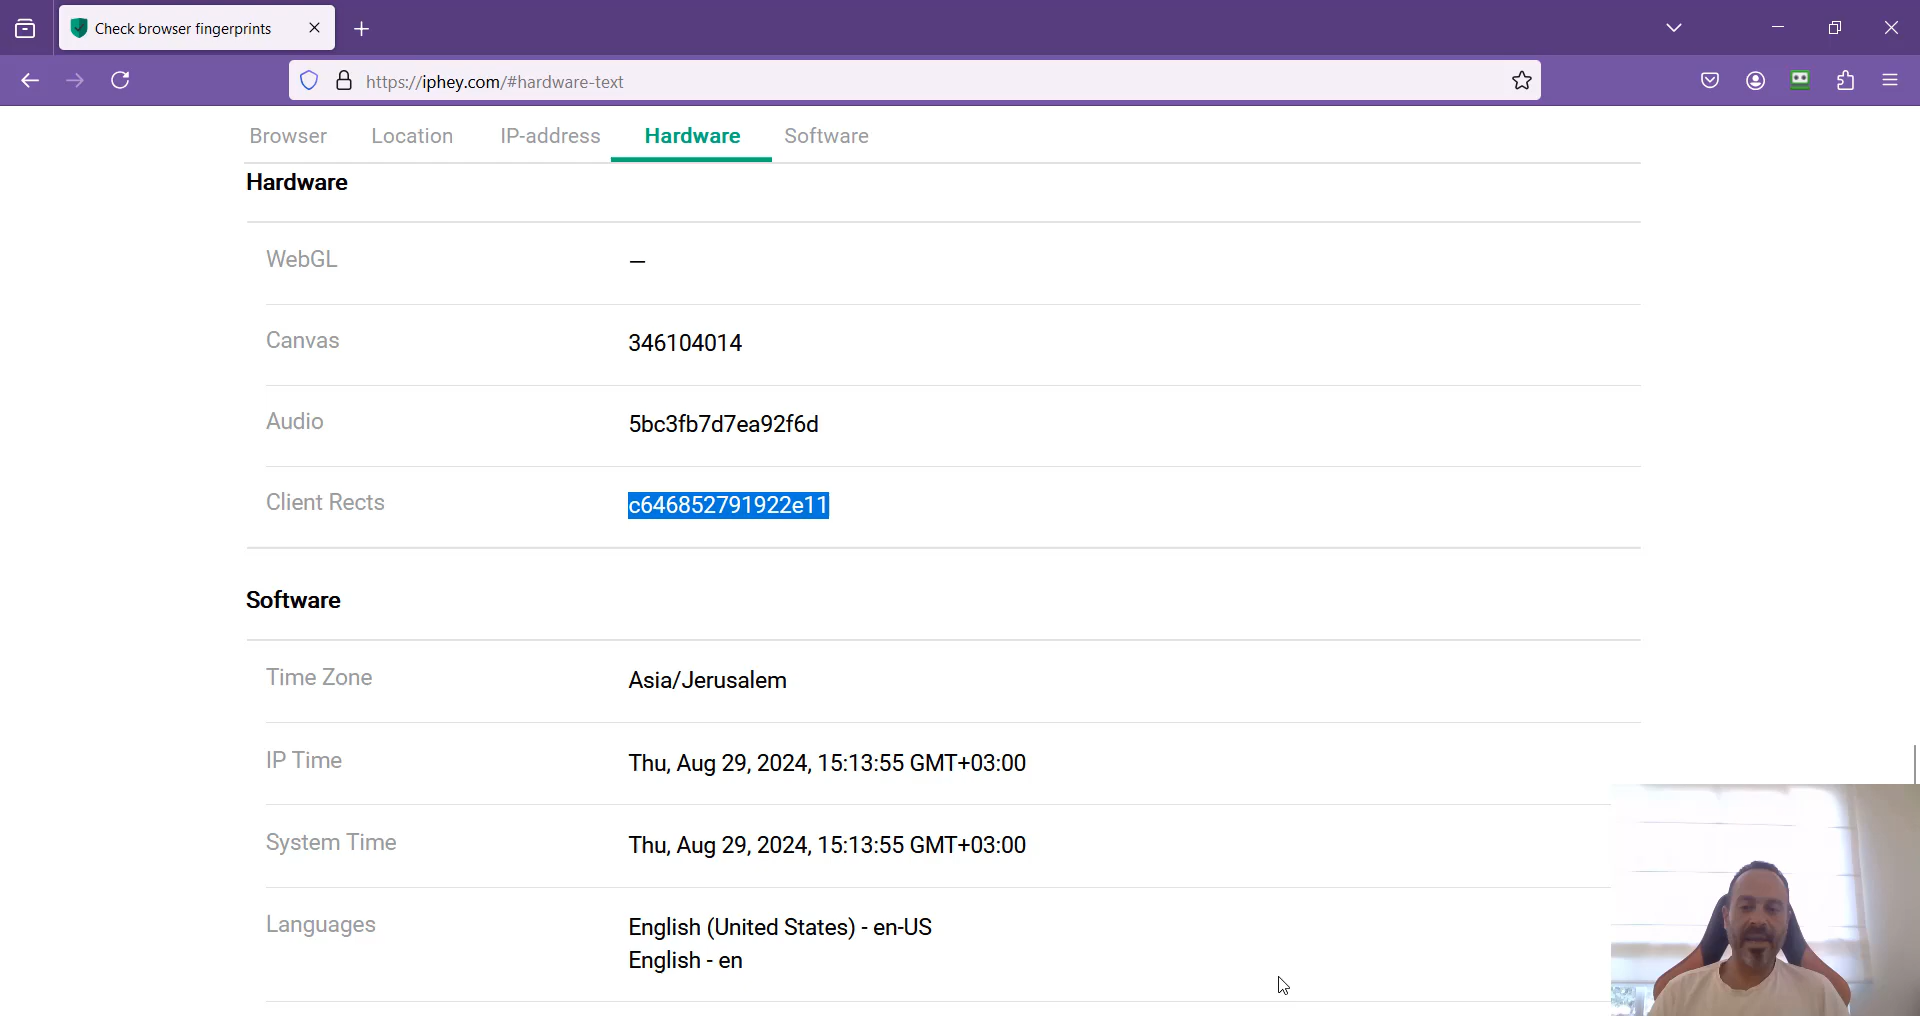 Check browser fingerprints
https://iphey.com/#hardware-text
Browser Location IP-address Hardware Software
Hardware
WebGL —
Canvas 346104014
Audio 5bc3fb7d7ea92f6d
Client Rects c646852791922e11
Software
Time Zone Asia/Jerusalem
IP Time Thu, Aug 29, 2024, 15:13:55 GMT+03:00
System Time Thu, Aug 29, 2024, 15:13:55 GMT+03:00
Languages English (United States) - en-US
English - en